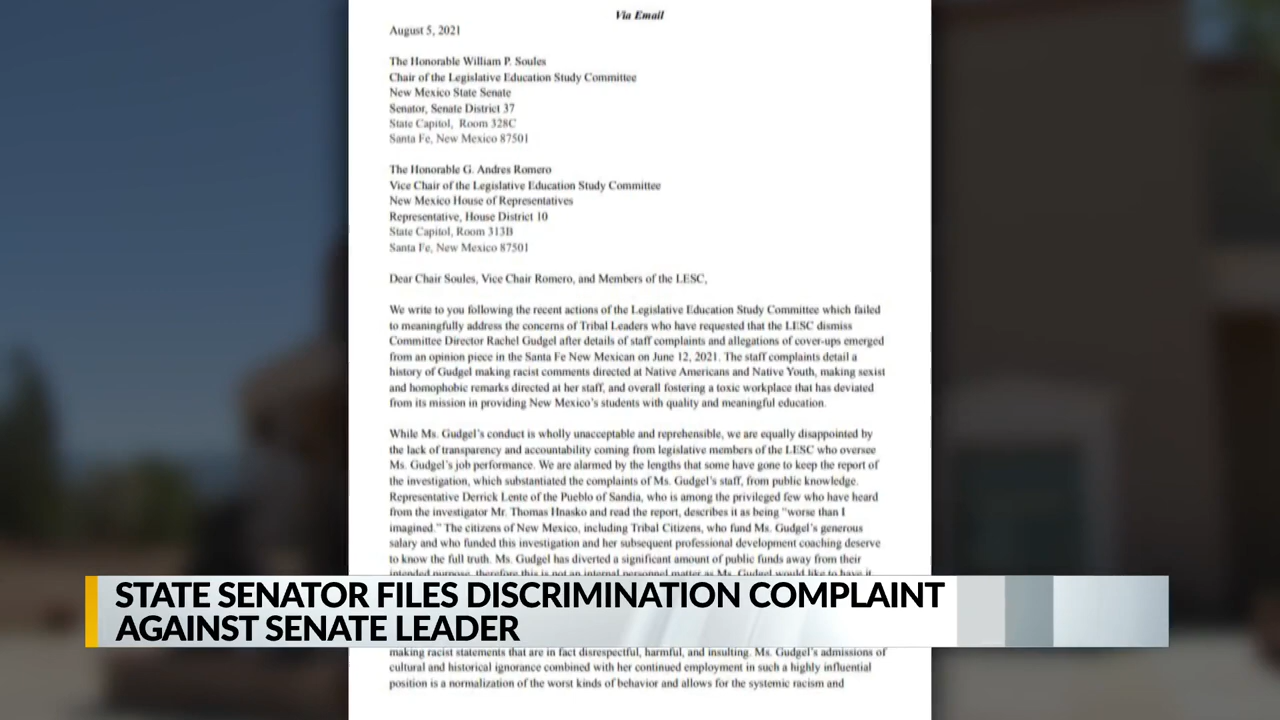 Via Email
August 5, 2021
The Honorable William P. Soules
Chair of the Legislative Education Study Committee
New Mexico State Senate
Senator, Senate District 37
State Capitol, Room 328C
Santa Fe, New Mexico 87501
The Honorable G. Andres Romero
Vice Chair of the Legislative Education Study Committee
New Mexico House of Representatives
Representative, House District 10
State Capitol, Room 313B
Santa Fe, New Mexico 87501
Dear Chair Soules, Vice Chair Romero, and Members of the LESC,
We write to you following the recent actions of the Legislative Education Study Committee which failed
to meaningfully address the concerns of Tribal Leaders who have requested that the LESC dismiss
Committee Director Rachel Gudgel after details of staff complaints and allegations of cover-ups emerged
from an opinion piece in the Santa Fe New Mexican on June 12, 2021. The staff complaints detail a
history of Gudgel making racist comments directed at Native Americans and Native Youth, making sexist
and homophobic remarks directed at her staff, and overall fostering a toxic workplace that has deviated
from its mission in providing New Mexico's students with quality and meaningful education.
While Ms. Gudgel's conduct is wholly unacceptable and reprehensible, we are equally disappointed by
the lack of transparency and accountability coming from legislative members of the LESC who oversee
Ms. Gudgel's job performance. We are alarmed by the lengths that some have gone to keep the report of
the investigation, which substantiated the complaints of Ms. Gudgel's staff, from public knowledge.
Representative Derrick Lente of the Pueblo of Sandia, who is among the privileged few who have heard
from the investigator Mr. Thomas Hnasko and read the report, describes it as being "worse than I
imagined." The citizens of New Mexico, including Tribal Citizens, who fund Ms. Gudgel's generous
salary and who funded this investigation and her subsequent professional development coaching deserve
to know the full truth. Ms. Gudgel has diverted a significant amount of public funds away from their
intended purpose, therefore this is not an internal personnel matter as Ms. Gudgel would like to have it
STATE SENATOR FILES DISCRIMINATION COMPLAINT
AGAINST SENATE LEADER
making racist statements that are in fact disrespectful, harmful, and insulting. Ms. Gudgel's admissions of
cultural and historical ignorance combined with her continued employment in such a highly influential
position is a normalization of the worst kinds of behavior and allows for the systemic racism and